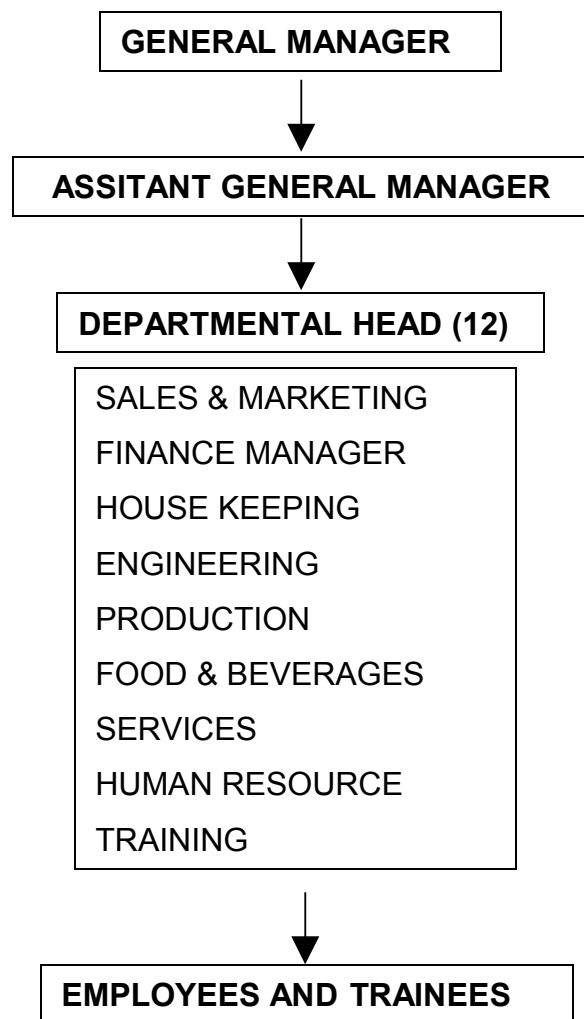 GENERAL MANAGER
ASSITANT GENERAL MANAGER
DEPARTMENTAL HEAD (12)
SALES & MARKETING
FINANCE MANAGER
HOUSE KEEPING
ENGINEERING
PRODUCTION
FOOD & BEVERAGES
SERVICES
HUMAN RESOURCE
TRAINING
EMPLOYEES AND TRAINEES